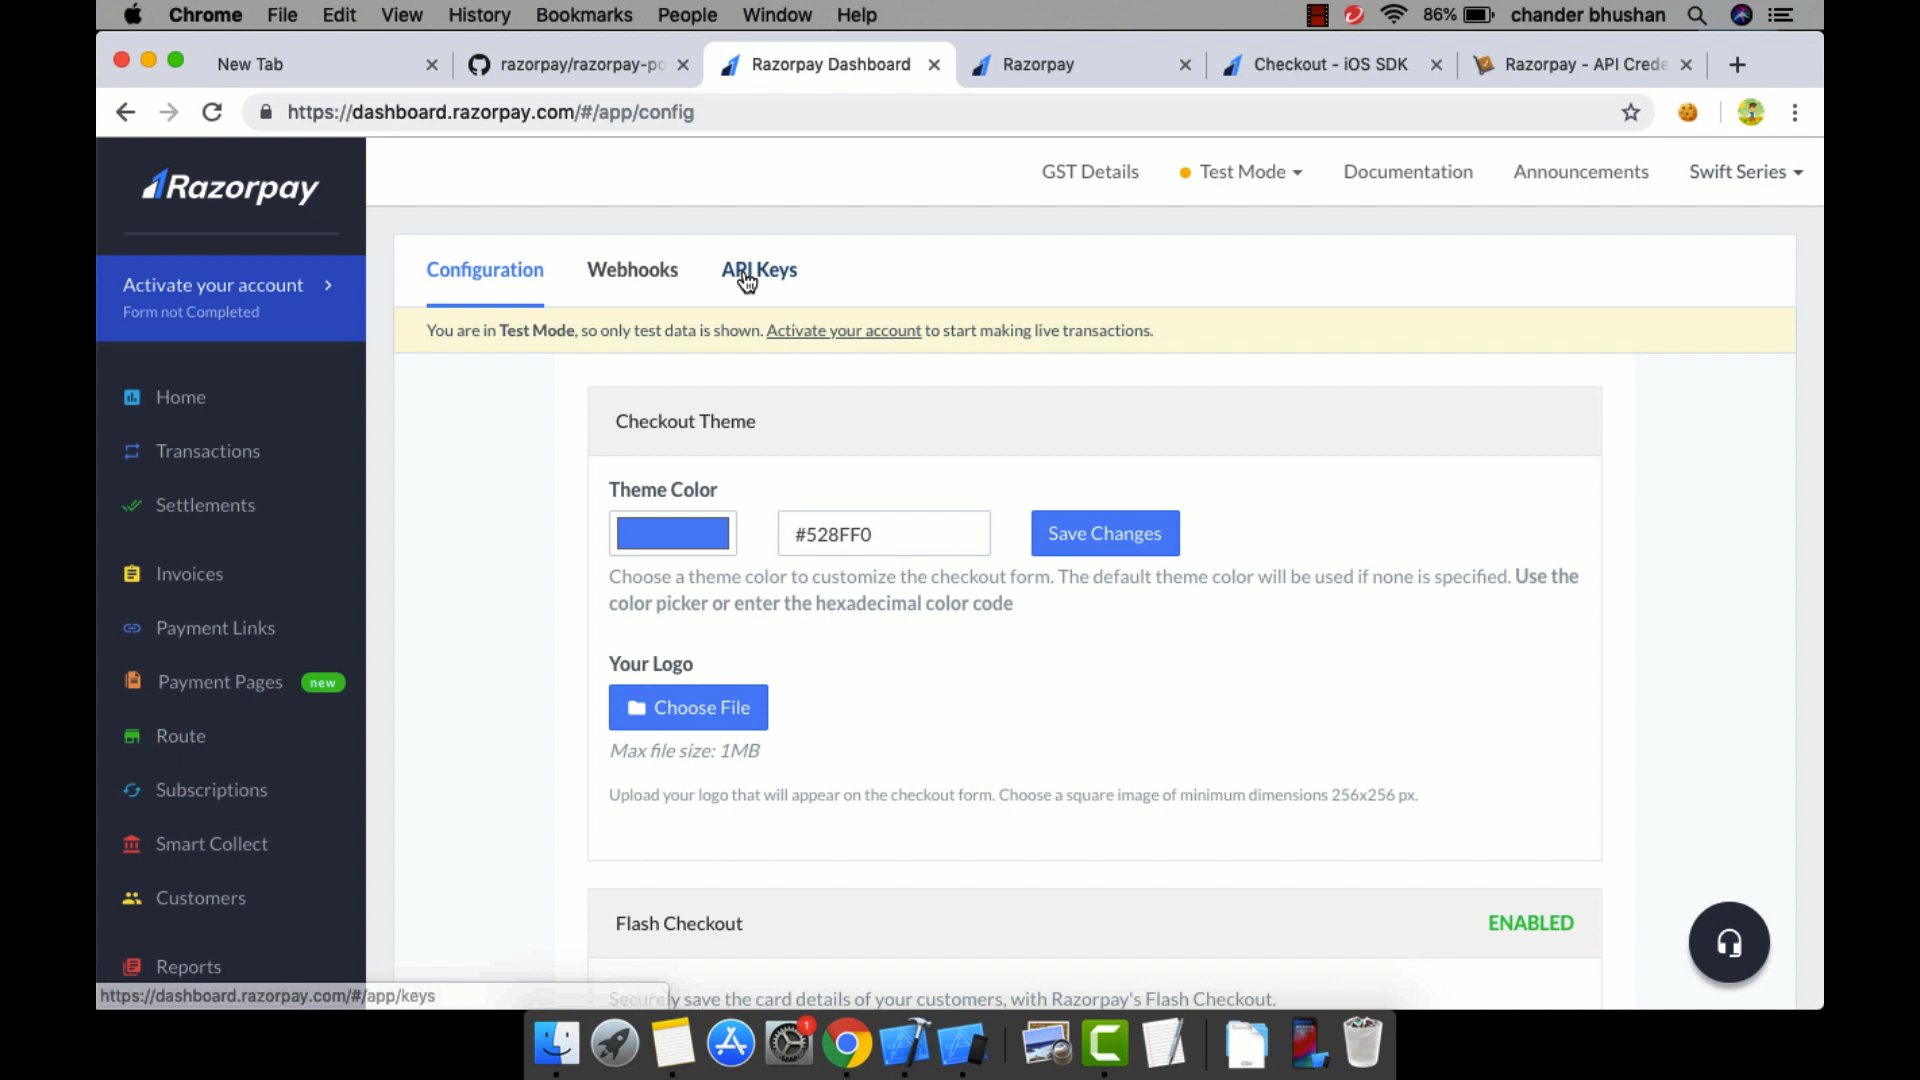 Chrome File Edit View History Bookmarks People Window Help 86% chander bhushan
New Tab razorpay/razorpay-po Razorpay Dashboard Razorpay Checkout - iOS SDK Razorpay - API Crede
https://dashboard.razorpay.com/#/app/config
Razorpay
GST Details Test Mode Documentation Announcements Swift Series
Activate your account
Form not Completed
Home
Transactions
Settlements
Invoices
Payment Links
Payment Pages new
Route
Subscriptions
Smart Collect
Customers
Reports
https://dashboard.razorpay.com/#/app/keys
Configuration Webhooks API Keys
You are in Test Mode, so only test data is shown. Activate your account to start making live transactions.
Checkout Theme
Theme Color
#528FF0 Save Changes
Choose a theme color to customize the checkout form. The default theme color will be used if none is specified. Use the
color picker or enter the hexadecimal color code
Your Logo
Choose File
Max file size: 1MB
Upload your logo that will appear on the checkout form. Choose a square image of minimum dimensions 256x256 px.
Flash Checkout ENABLED
Securely save the card details of your customers, with Razorpay's Flash Checkout.
1
CSV